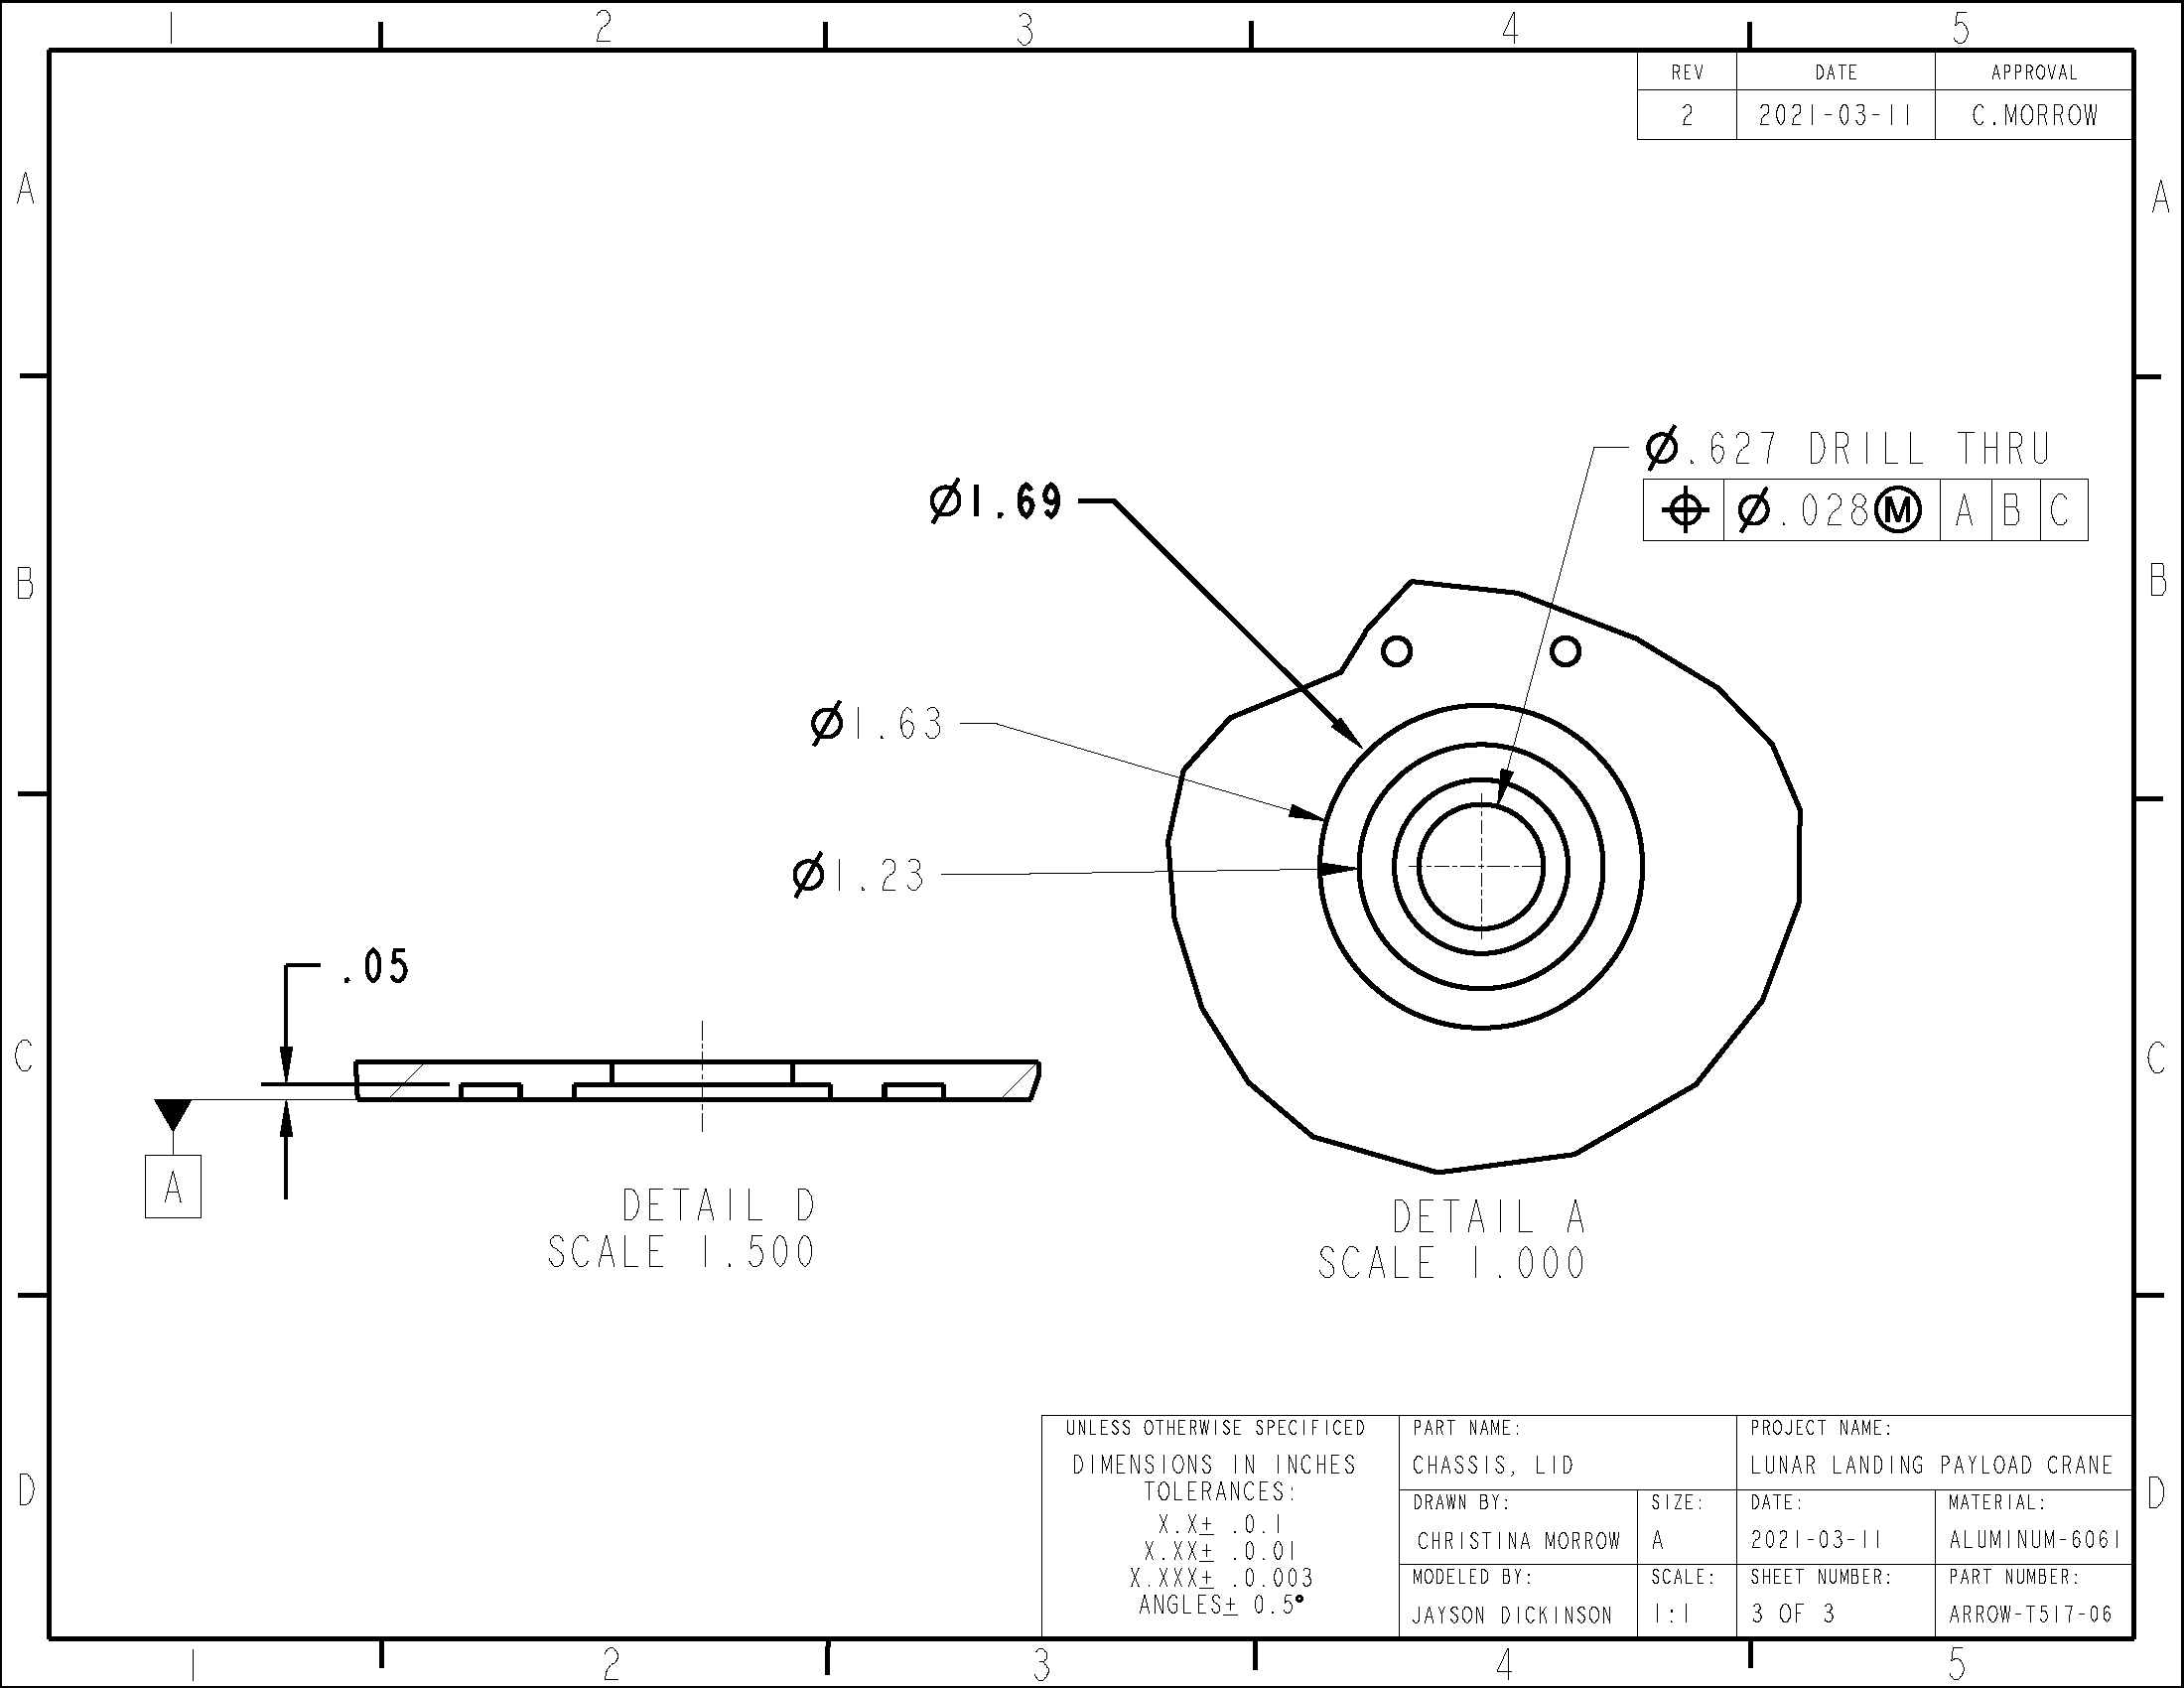 1 2 3 4 5
REV DATE APPROVAL
2 2021-03-11 C.MORROW
A A
Ø.627 DRILL THRU
⌖ Ø.028Ⓜ A B C
Ø1.69
B B
Ø1.63
Ø1.23
.05
C C
A
DETAIL D
SCALE 1.500
DETAIL A
SCALE 1.000
UNLESS OTHERWISE SPECIFICED
DIMENSIONS IN INCHES
TOLERANCES:
X.X± .0.1
X.XX± .0.01
X.XXX± .0.003
ANGLES± 0.5°
PART NAME:
CHASSIS, LID
PROJECT NAME:
LUNAR LANDING PAYLOAD CRANE
DRAWN BY:
CHRISTINA MORROW
SIZE:
A
DATE:
2021-03-11
MATERIAL:
ALUMINUM-6061
MODELED BY:
JAYSON DICKINSON
SCALE:
1:1
SHEET NUMBER:
3 OF 3
PART NUMBER:
ARROW-T517-06
D D
1 2 3 4 5